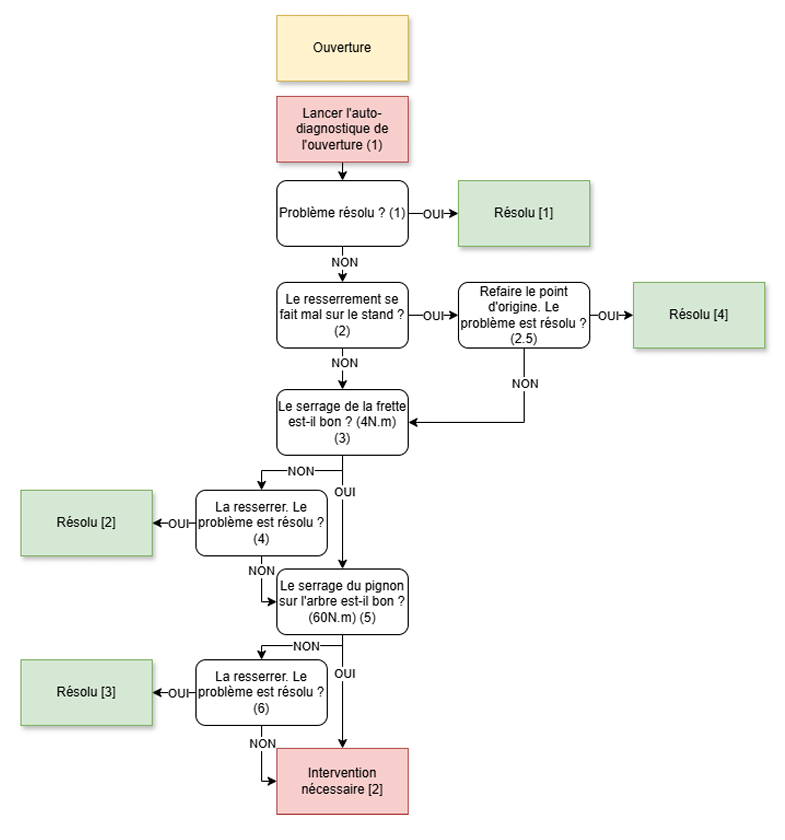 Ouverture
Lancer l'auto-
diagnostique de
l'ouverture (1)
Problème résolu ? (1)
OUI
Résolu [1]
NON
Le resserrement se
fait mal sur le stand ?
(2)
OUI
Refaire le point
d'origine. Le
problème est résolu ?
(2.5)
OUI
Résolu [4]
NON
NON
Le serrage de la frette
est-il bon ? (4N.m)
(3)
NON
OUI
La resserrer. Le
problème est résolu ?
(4)
OUI
Résolu [2]
NON
Le serrage du pignon
sur l'arbre est-il bon ?
(60N.m) (5)
NON
OUI
La resserrer. Le
problème est résolu ?
(6)
OUI
Résolu [3]
NON
Intervention
nécessaire [2]